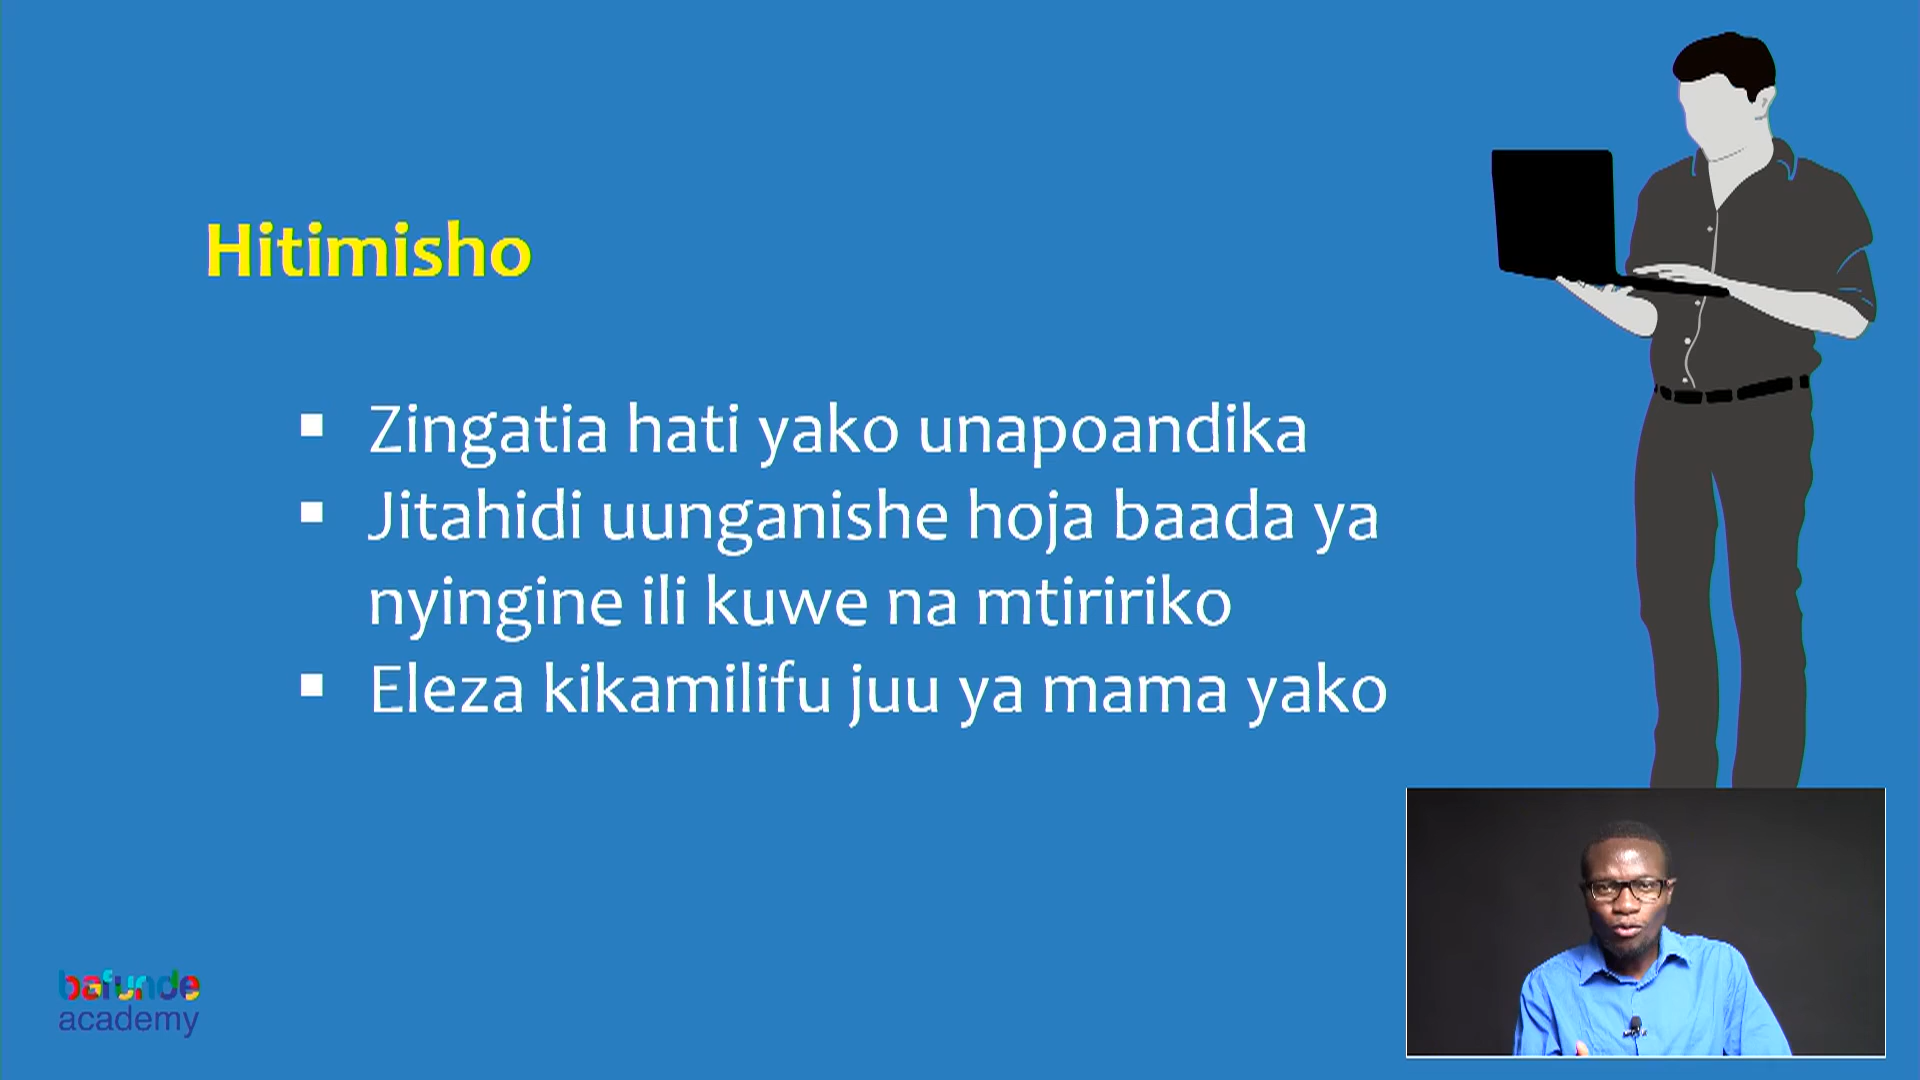 Hitimisho
▪ Zingatia hati yako unapoandika
▪ Jitahidi uunganishe hoja baada ya
nyingine ili kuwe na mtiririko
▪ Eleza kikamilifu juu ya mama yako
bafunde
academy